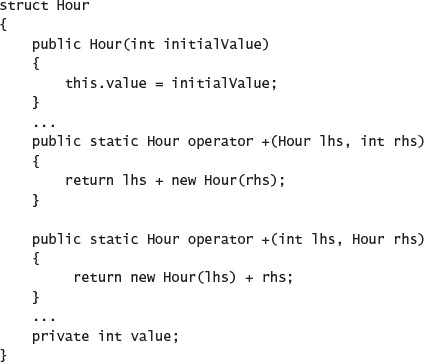 struct Hour
{
    public Hour(int initialValue)
    {
        this.value = initialValue;
    }
    ...
    public static Hour operator +(Hour lhs, int rhs)
    {
        return lhs + new Hour(rhs);
    }

    public static Hour operator +(int lhs, Hour rhs)
    {
         return new Hour(lhs) + rhs;
    }
    ...
    private int value;
}